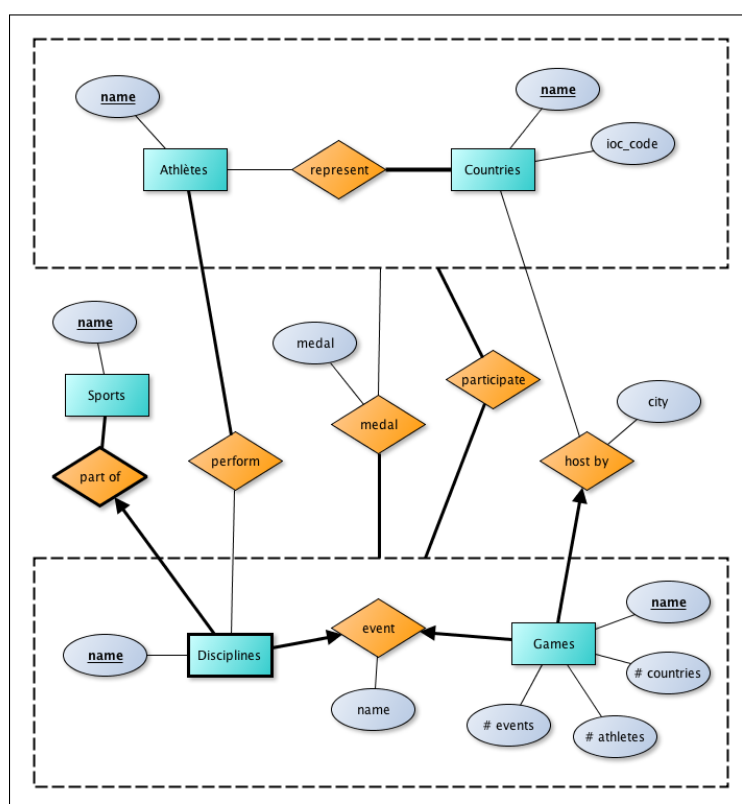 name
name
ioc_code
Athlètes
represent
Countries
name
medal
participate
Sports
city
medal
part of
perform
host by
name
event
Games
name
Disciplines
# countries
name
# events
# athletes